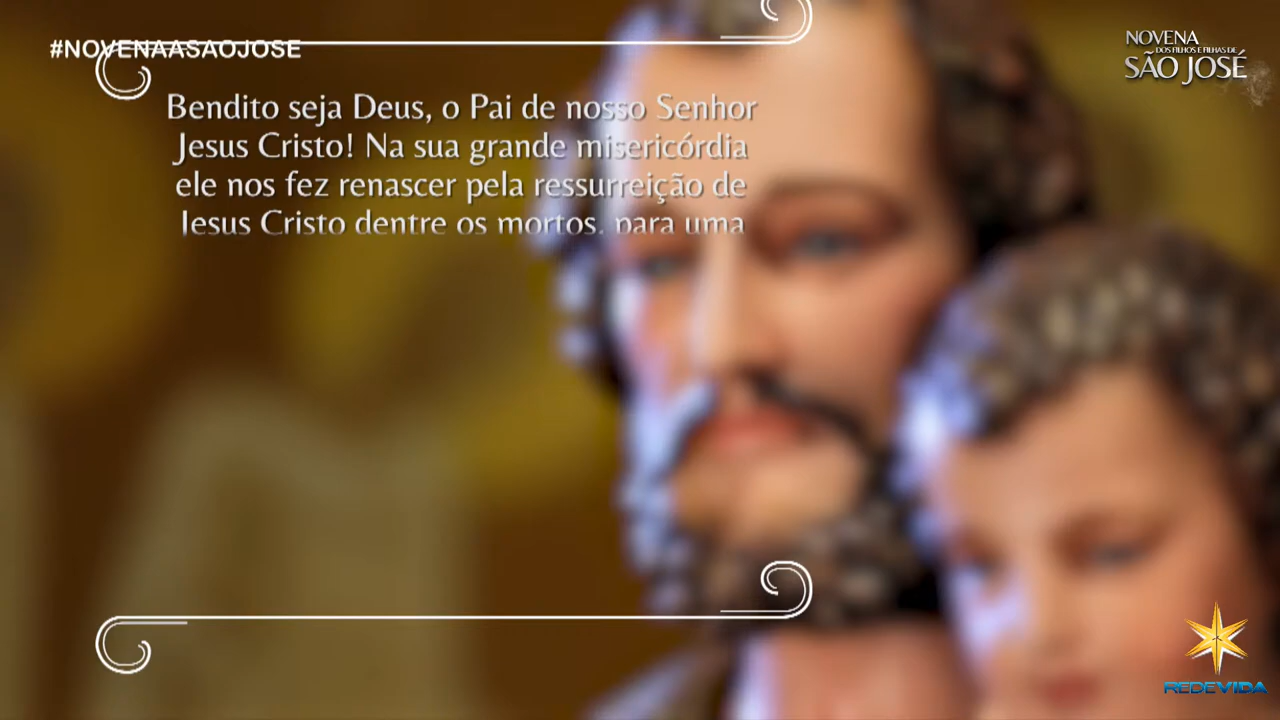 #NOVENAASAOJOSE
NOVENA
DOS FILHOS E FILHAS DE
SÃO JOSÉ
Bendito seja Deus, o Pai de nosso Senhor
Jesus Cristo! Na sua grande misericórdia
ele nos fez renascer pela ressurreição de
Jesus Cristo dentre os mortos, para uma
REDEVIDA